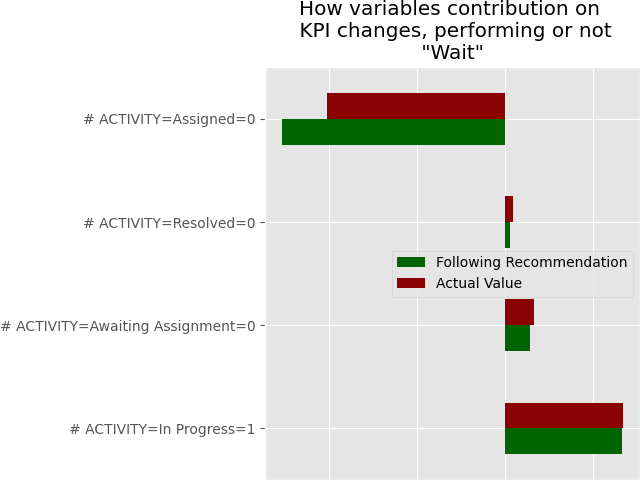 How variables contribution on
KPI changes, performing or not
"Wait"
# ACTIVITY=Assigned=0
# ACTIVITY=Resolved=0
Following Recommendation
Actual Value
# ACTIVITY=Awaiting Assignment=0
# ACTIVITY=In Progress=1